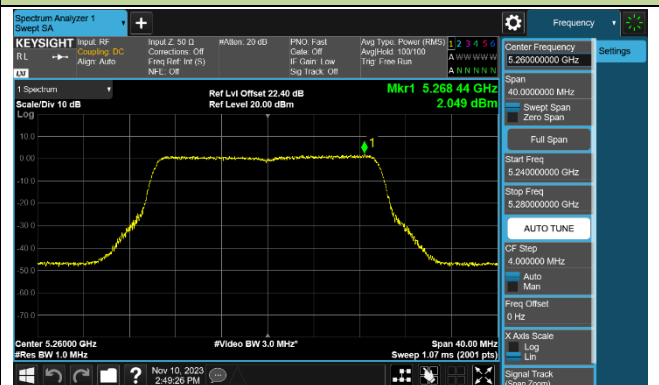 Spectrum Analyzer 1
Swept SA
Frequency
KEYSIGHT
RL
LXI
Input: RF
Coupling: DC
Align: Auto
Input Z: 50 Ω
Corrections: Off
Freq Ref: Int (S)
NFE: Off
#Atten: 20 dB
PNO: Fast
Gate: Off
IF Gain: Low
Sig Track: Off
Avg Type: Power (RMS)
Avg|Hold: 100/100
Trig: Free Run
1 2 3 4 5 6
A W W W W W
A N N N N N
1 Spectrum
Scale/Div 10 dB
Log
Ref Lvl Offset 22.40 dB
Ref Level 20.00 dBm
Mkr1 5.268 44 GHz
2.049 dBm
10.0
0.00
-10.0
-20.0
-30.0
-40.0
-50.0
-60.0
-70.0
1
Center 5.26000 GHz
#Res BW 1.0 MHz
#Video BW 3.0 MHz*
Span 40.00 MHz
Sweep 1.07 ms (2001 pts)
Nov 10, 2023
2:49:26 PM
Center Frequency
5.260000000 GHz
Settings
Span
40.0000000 MHz
Swept Span
Zero Span
Full Span
Start Freq
5.240000000 GHz
Stop Freq
5.280000000 GHz
AUTO TUNE
CF Step
4.000000 MHz
Auto
Man
Freq Offset
0 Hz
X Axis Scale
Log
Lin
Signal Track
(Span Zoom)